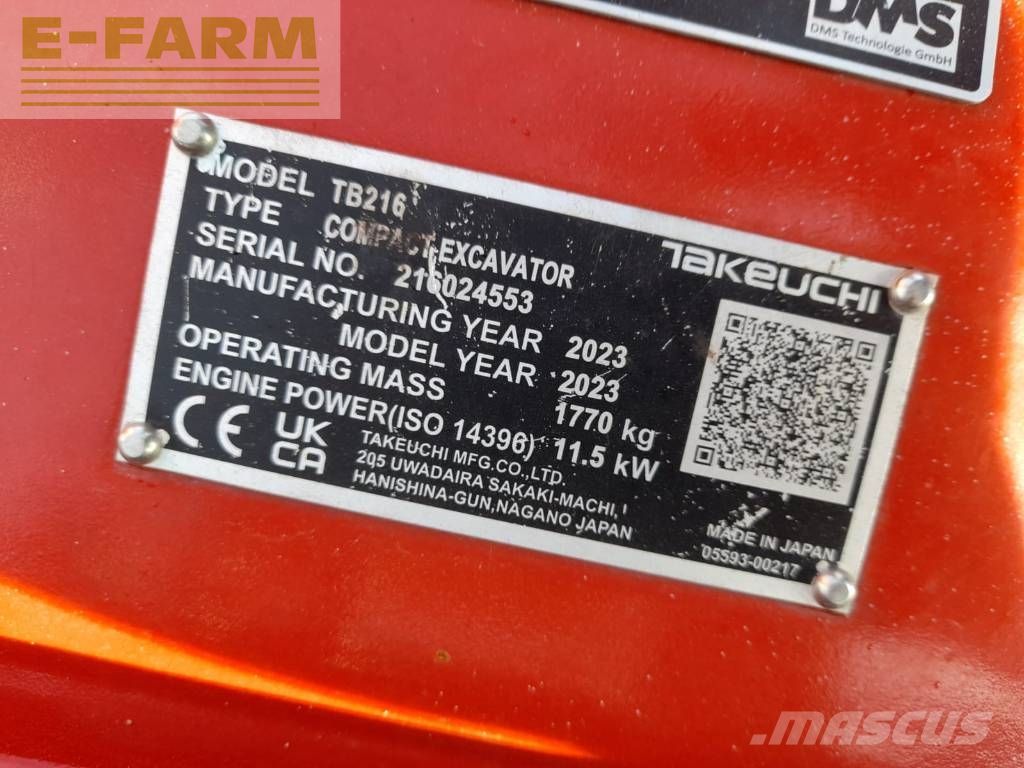 E-FARM
DMS
DMS Technologie GmbH
MODEL TB216
TYPE COMPACT EXCAVATOR
SERIAL NO. 216024553
MANUFACTURING YEAR 2023
MODEL YEAR 2023
OPERATING MASS 1770 kg
ENGINE POWER(ISO 14396) 11.5 kW
TAKEUCHI
CE UK
CA
TAKEUCHI MFG.CO.,LTD.
205 UWADAIRA SAKAKI-MACHI,
HANISHINA-GUN,NAGANO JAPAN
MADE IN JAPAN
05593-00217
MASCUS